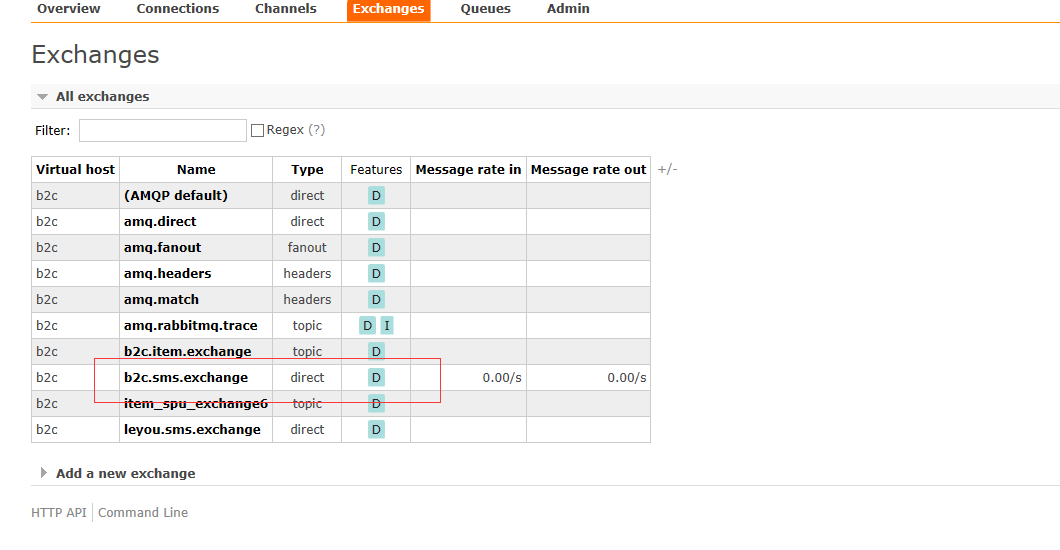 Overview Connections Channels Exchanges Queues Admin
Exchanges
All exchanges
Filter: Regex (?)
Virtual host Name Type Features Message rate in Message rate out +/-
b2c (AMQP default) direct D
b2c amq.direct direct D
b2c amq.fanout fanout D
b2c amq.headers headers D
b2c amq.match headers D
b2c amq.rabbitmq.trace topic D I
b2c b2c.item.exchange topic D
b2c b2c.sms.exchange direct D 0.00/s 0.00/s
b2c item_spu_exchange6 topic D
b2c leyou.sms.exchange direct D
Add a new exchange
HTTP API Command Line